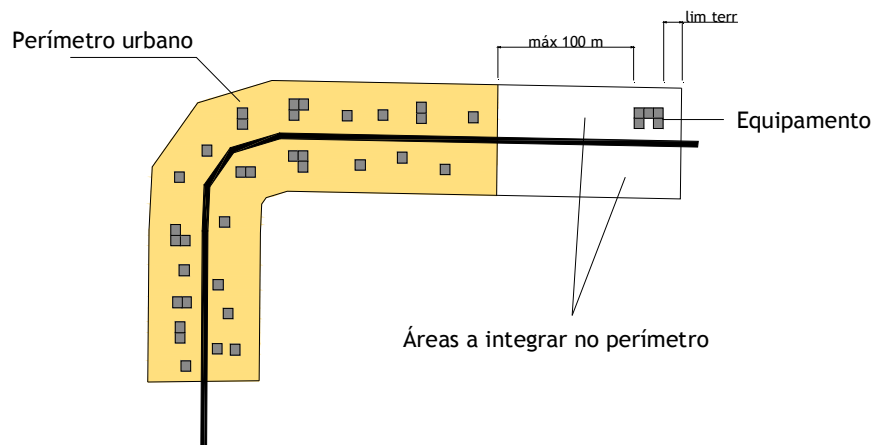 lim terr
Perímetro urbano
máx 100 m
Equipamento
Áreas a integrar no perímetro